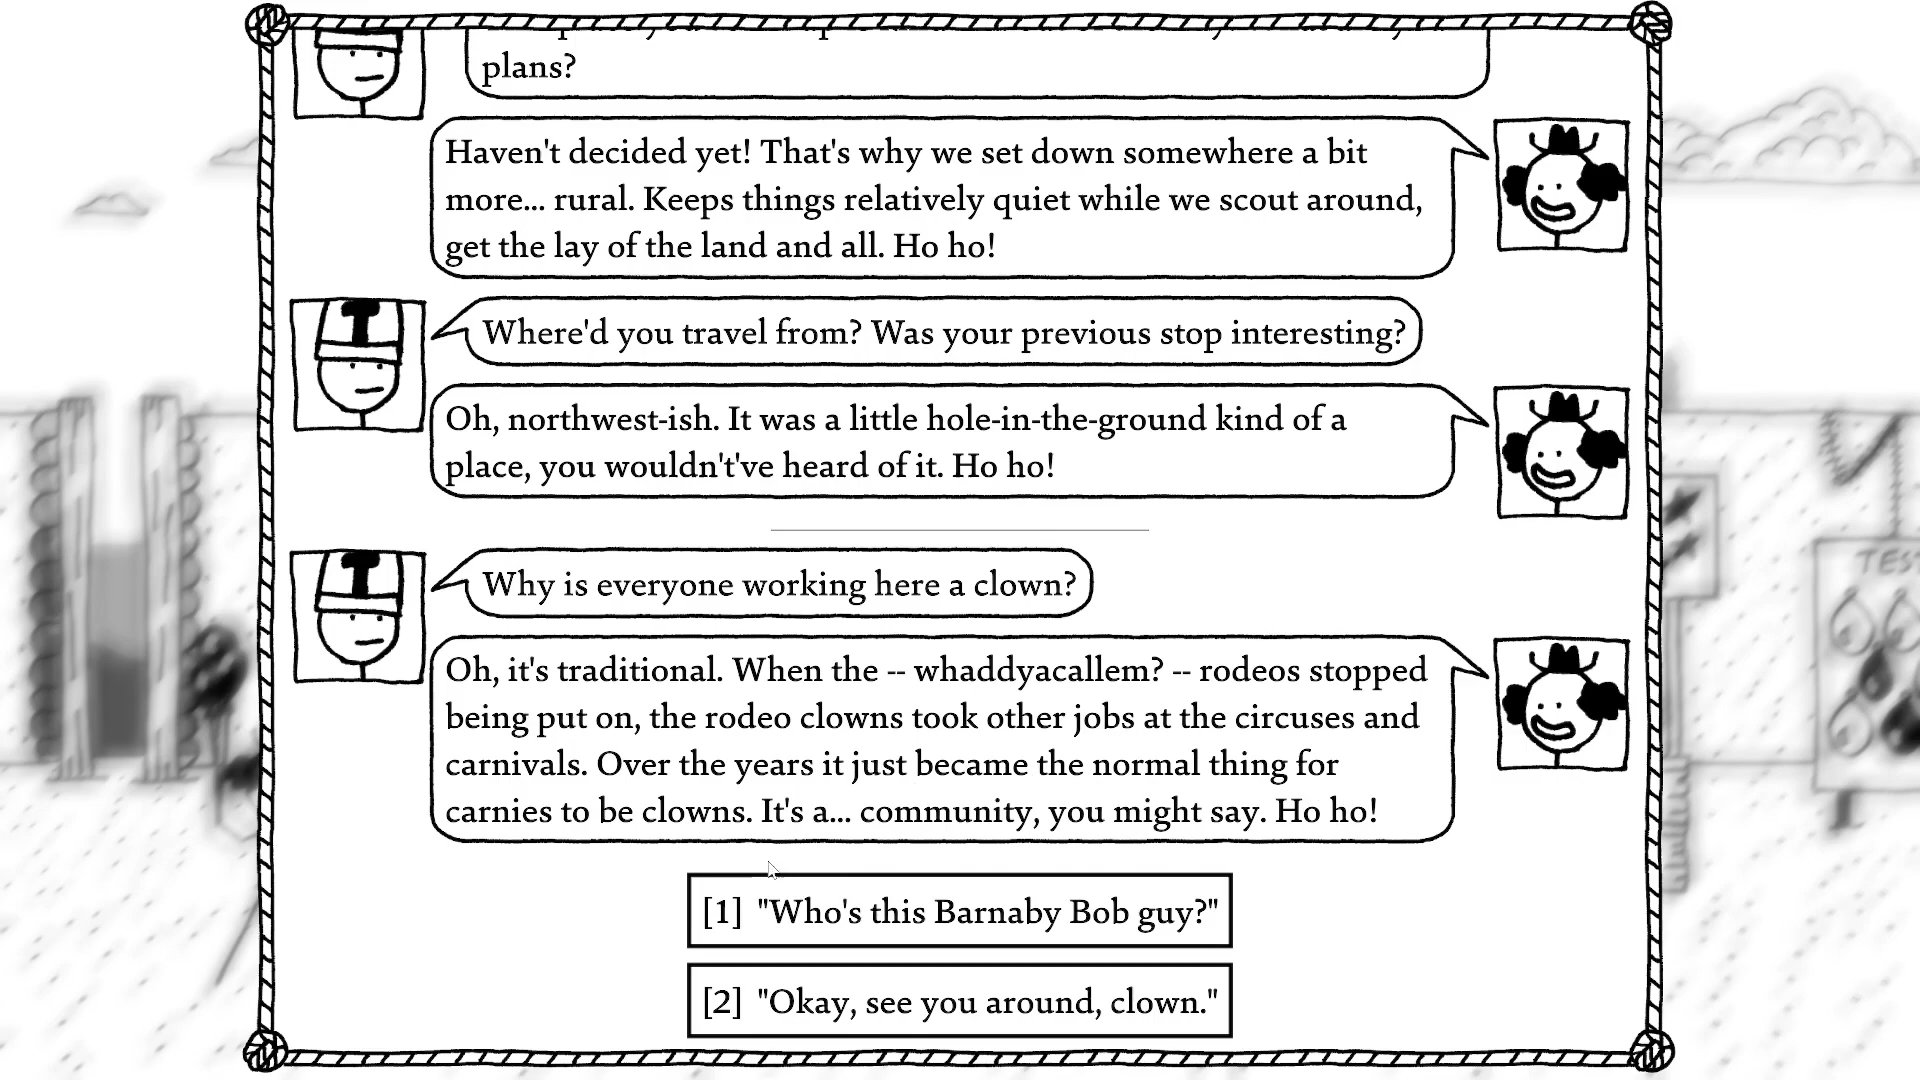 plans?
Haven't decided yet! That's why we set down somewhere a bit
more... rural. Keeps things relatively quiet while we scout around,
get the lay of the land and all. Ho ho!
Where'd you travel from? Was your previous stop interesting?
Oh, northwest-ish. It was a little hole-in-the-ground kind of a
place, you wouldn't've heard of it. Ho ho!
Why is everyone working here a clown?
Oh, it's traditional. When the -- whaddyacallem? -- rodeos stopped
being put on, the rodeo clowns took other jobs at the circuses and
carnivals. Over the years it just became the normal thing for
carnies to be clowns. It's a... community, you might say. Ho ho!
[1] "Who's this Barnaby Bob guy?"
[2] "Okay, see you around, clown."